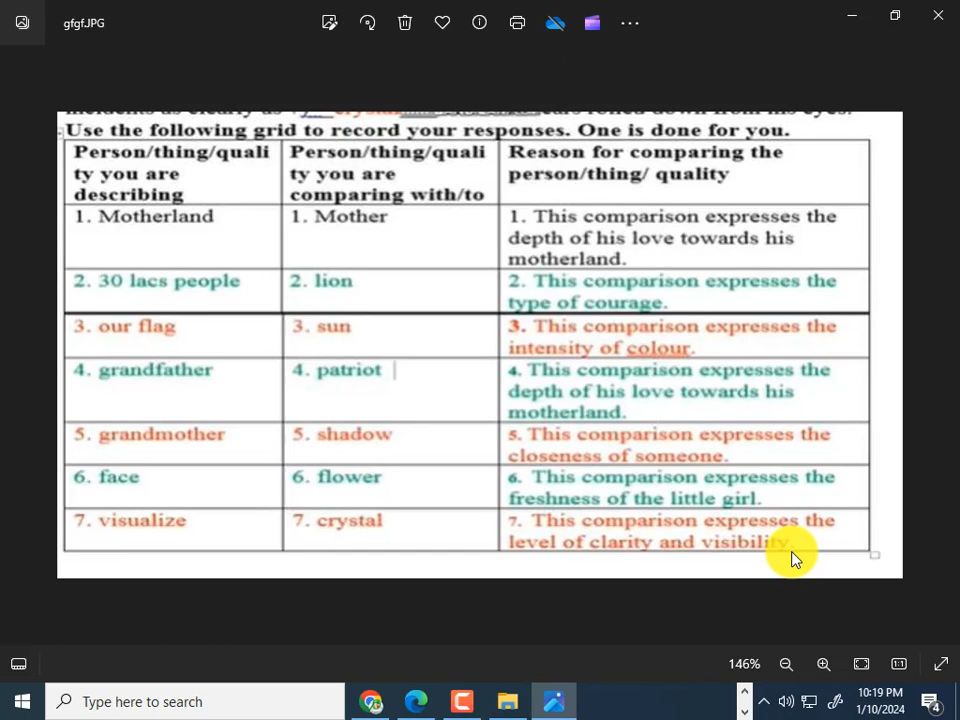 gfgf.JPG
Use the following grid to record your responses. One is done for you.
Person/thing/quali
ty you are
describing
Person/thing/quali
ty you are
comparing with/to
Reason for comparing the
person/thing/ quality
1. Motherland
1. Mother
1. This comparison expresses the
depth of his love towards his
motherland.
2. 30 lacs people
2. lion
2. This comparison expresses the
type of courage.
3. our flag
3. sun
3. This comparison expresses the
intensity of colour.
4. grandfather
4. patriot
4. This comparison expresses the
depth of his love towards his
motherland.
5. grandmother
5. shadow
5. This comparison expresses the
closeness of someone.
6. face
6. flower
6. This comparison expresses the
freshness of the little girl.
7. visualize
7. crystal
7. This comparison expresses the
level of clarity and visibility.
146%
1:1
Type here to search
10:19 PM
1/10/2024
4